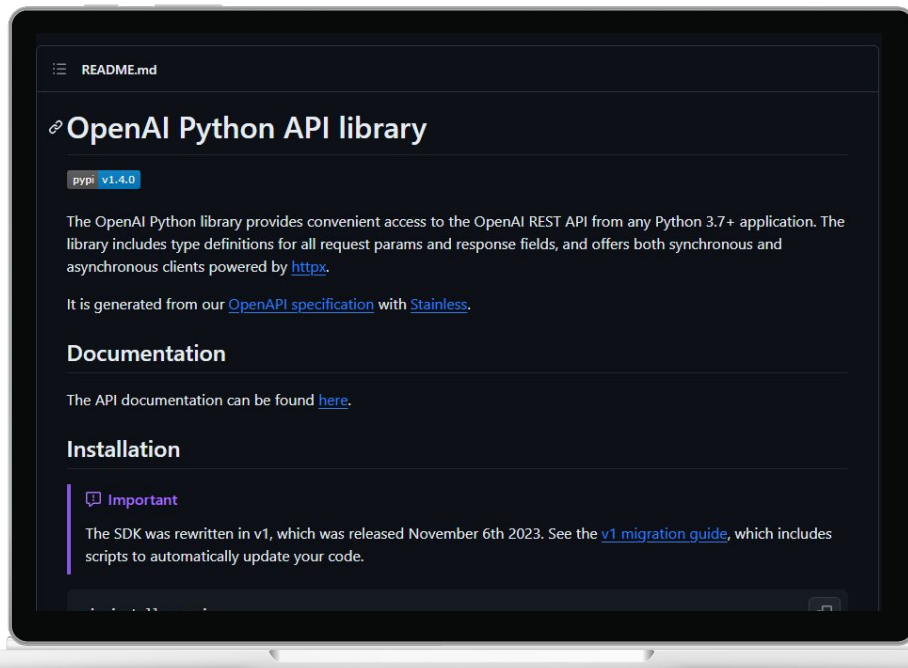 README.md
OpenAI Python API library
pypi v1.4.0
The OpenAI Python library provides convenient access to the OpenAI REST API from any Python 3.7+ application. The
library includes type definitions for all request params and response fields, and offers both synchronous and
asynchronous clients powered by httpx.
It is generated from our OpenAPI specification with Stainless.
Documentation
The API documentation can be found here.
Installation
Important
The SDK was rewritten in v1, which was released November 6th 2023. See the v1 migration guide, which includes
scripts to automatically update your code.